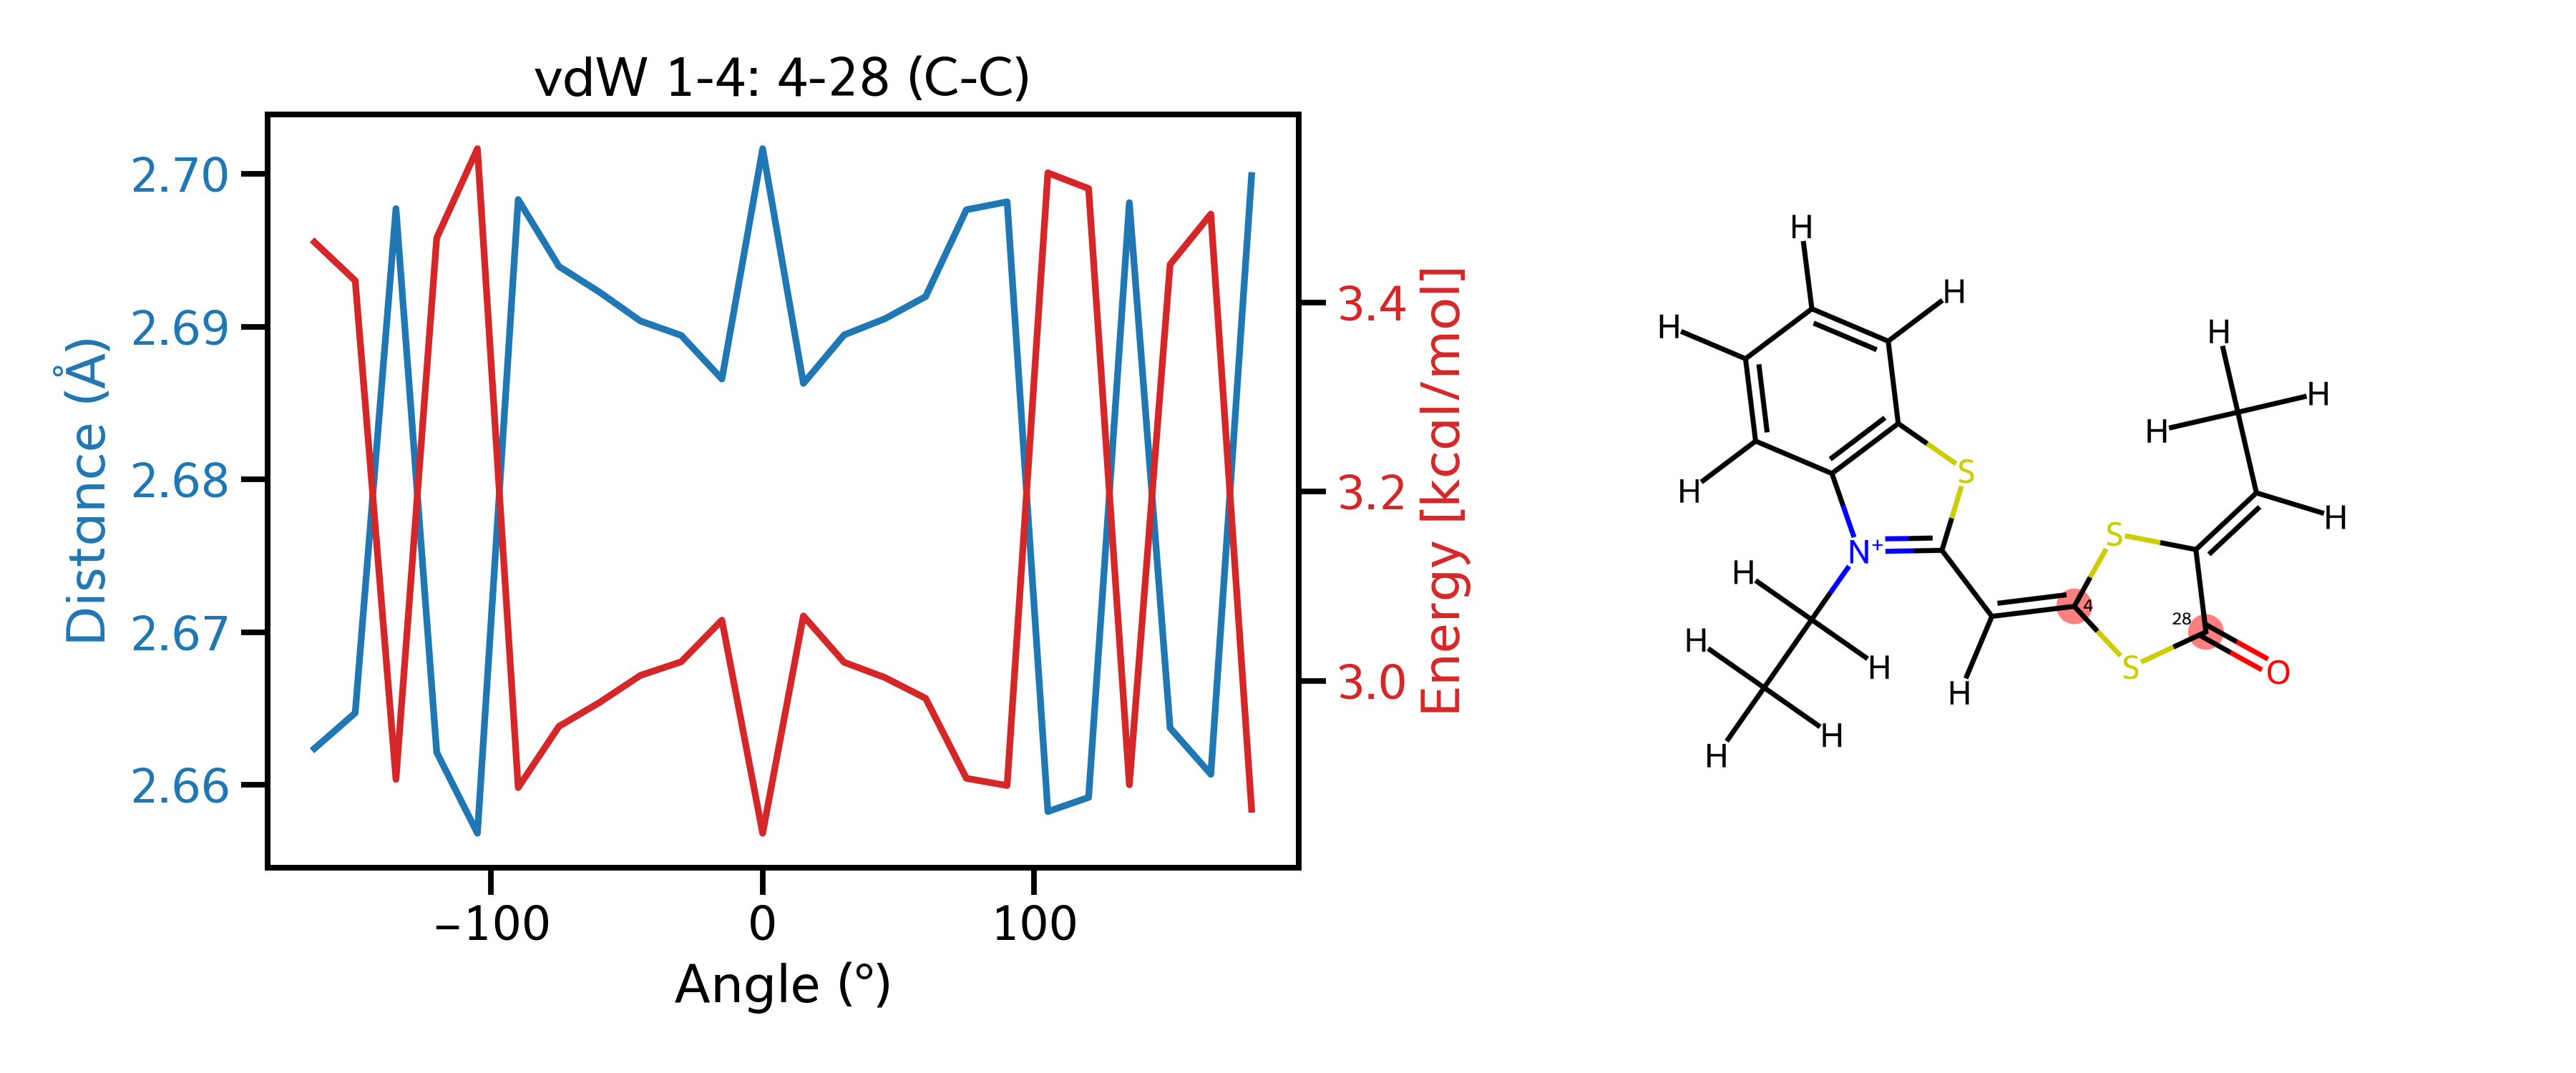 vdW 1-4: 4-28 (C-C)
Distance (Å)
2.70
2.69
2.68
2.67
2.66
3.4
3.2
3.0
Energy [kcal/mol]
−100
0
100
Angle (°)
H
H
H
H
H
H
H
S
H
S
N+
H
4
28
H
H
S
O
H
H
H